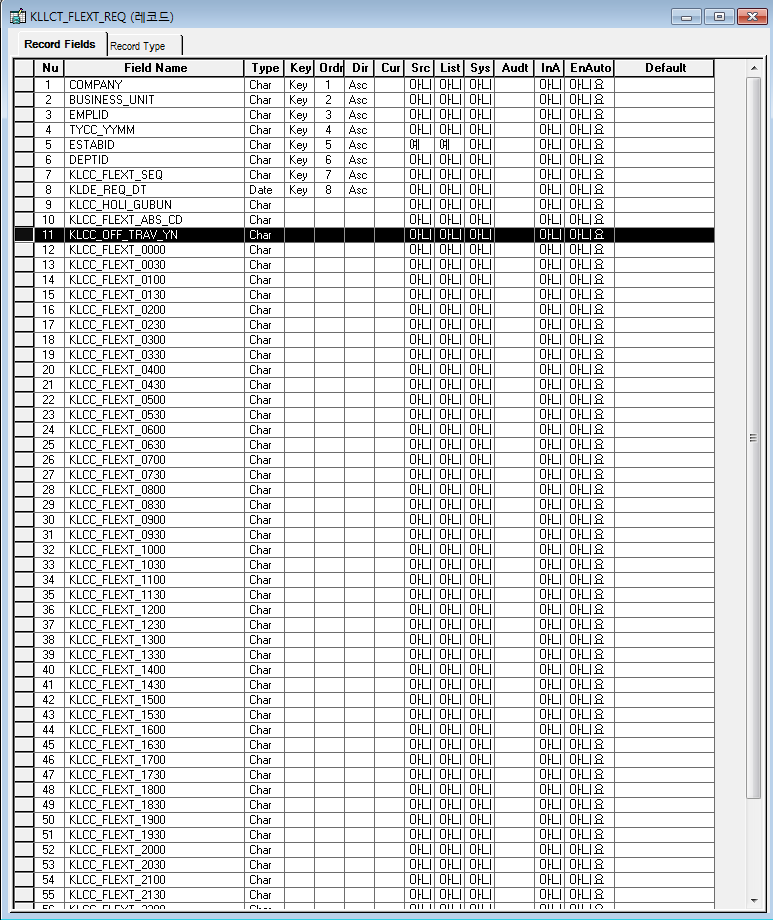 KLLCT_FLEXT_REQ (레코드)
Record Fields Record Type
Nu Field Name Type Key Ordr Dir Cur Src List Sys Audt InA EnAuto Default
1 COMPANY Char Key 1 Asc 아니 아니 아니 아니 아니요
2 BUSINESS_UNIT Char Key 2 Asc 아니 아니 아니 아니 아니요
3 EMPLID Char Key 3 Asc 아니 아니 아니 아니 아니요
4 TYCC_YYMM Char Key 4 Asc 아니 아니 아니 아니 아니요
5 ESTABID Char Key 5 Asc 예 예 아니 아니 아니요
6 DEPTID Char Key 6 Asc 아니 아니 아니 아니 아니요
7 KLCC_FLEXT_SEQ Char Key 7 Asc 아니 아니 아니 아니 아니요
8 KLDE_REQ_DT Date Key 8 Asc 아니 아니 아니 아니 아니요
9 KLCC_HOLI_GUBUN Char 아니 아니 아니 아니 아니요
10 KLCC_FLEXT_ABS_CD Char 아니 아니 아니 아니 아니요
11 KLCC_OFF_TRAV_YN Char 아니 아니 아니 아니 아니요
12 KLCC_FLEXT_0000 Char 아니 아니 아니 아니 아니요
13 KLCC_FLEXT_0030 Char 아니 아니 아니 아니 아니요
14 KLCC_FLEXT_0100 Char 아니 아니 아니 아니 아니요
15 KLCC_FLEXT_0130 Char 아니 아니 아니 아니 아니요
16 KLCC_FLEXT_0200 Char 아니 아니 아니 아니 아니요
17 KLCC_FLEXT_0230 Char 아니 아니 아니 아니 아니요
18 KLCC_FLEXT_0300 Char 아니 아니 아니 아니 아니요
19 KLCC_FLEXT_0330 Char 아니 아니 아니 아니 아니요
20 KLCC_FLEXT_0400 Char 아니 아니 아니 아니 아니요
21 KLCC_FLEXT_0430 Char 아니 아니 아니 아니 아니요
22 KLCC_FLEXT_0500 Char 아니 아니 아니 아니 아니요
23 KLCC_FLEXT_0530 Char 아니 아니 아니 아니 아니요
24 KLCC_FLEXT_0600 Char 아니 아니 아니 아니 아니요
25 KLCC_FLEXT_0630 Char 아니 아니 아니 아니 아니요
26 KLCC_FLEXT_0700 Char 아니 아니 아니 아니 아니요
27 KLCC_FLEXT_0730 Char 아니 아니 아니 아니 아니요
28 KLCC_FLEXT_0800 Char 아니 아니 아니 아니 아니요
29 KLCC_FLEXT_0830 Char 아니 아니 아니 아니 아니요
30 KLCC_FLEXT_0900 Char 아니 아니 아니 아니 아니요
31 KLCC_FLEXT_0930 Char 아니 아니 아니 아니 아니요
32 KLCC_FLEXT_1000 Char 아니 아니 아니 아니 아니요
33 KLCC_FLEXT_1030 Char 아니 아니 아니 아니 아니요
34 KLCC_FLEXT_1100 Char 아니 아니 아니 아니 아니요
35 KLCC_FLEXT_1130 Char 아니 아니 아니 아니 아니요
36 KLCC_FLEXT_1200 Char 아니 아니 아니 아니 아니요
37 KLCC_FLEXT_1230 Char 아니 아니 아니 아니 아니요
38 KLCC_FLEXT_1300 Char 아니 아니 아니 아니 아니요
39 KLCC_FLEXT_1330 Char 아니 아니 아니 아니 아니요
40 KLCC_FLEXT_1400 Char 아니 아니 아니 아니 아니요
41 KLCC_FLEXT_1430 Char 아니 아니 아니 아니 아니요
42 KLCC_FLEXT_1500 Char 아니 아니 아니 아니 아니요
43 KLCC_FLEXT_1530 Char 아니 아니 아니 아니 아니요
44 KLCC_FLEXT_1600 Char 아니 아니 아니 아니 아니요
45 KLCC_FLEXT_1630 Char 아니 아니 아니 아니 아니요
46 KLCC_FLEXT_1700 Char 아니 아니 아니 아니 아니요
47 KLCC_FLEXT_1730 Char 아니 아니 아니 아니 아니요
48 KLCC_FLEXT_1800 Char 아니 아니 아니 아니 아니요
49 KLCC_FLEXT_1830 Char 아니 아니 아니 아니 아니요
50 KLCC_FLEXT_1900 Char 아니 아니 아니 아니 아니요
51 KLCC_FLEXT_1930 Char 아니 아니 아니 아니 아니요
52 KLCC_FLEXT_2000 Char 아니 아니 아니 아니 아니요
53 KLCC_FLEXT_2030 Char 아니 아니 아니 아니 아니요
54 KLCC_FLEXT_2100 Char 아니 아니 아니 아니 아니요
55 KLCC_FLEXT_2130 Char 아니 아니 아니 아니 아니요